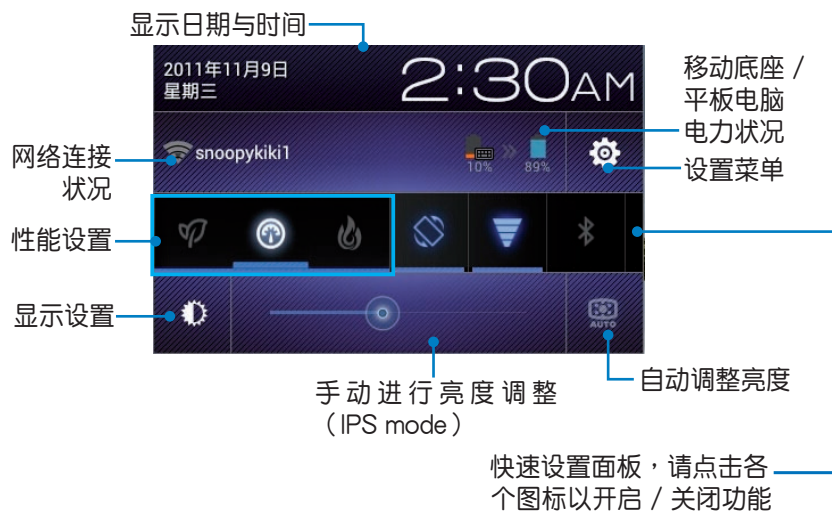 显示日期与时间
2011年11月9日
星期三
2:30AM
移动底座 /
平板电脑
电力状况
设置菜单
网络连接
状况
snoopykiki1
10%
89%
性能设置
显示设置
AUTO
手动进行亮度调整
（IPS mode）
自动调整亮度
快速设置面板，请点击各
个图标以开启 / 关闭功能